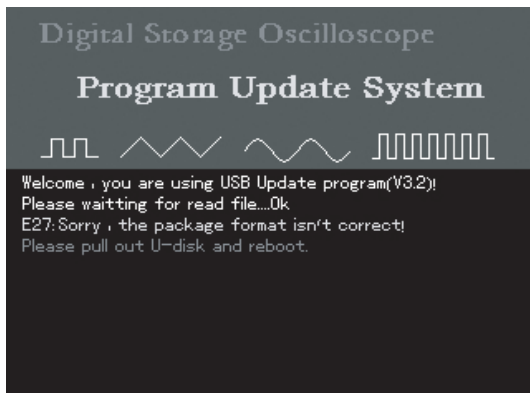 Digital Storage Oscilloscope
Program Update System
Welcome , you are using USB Update program(V3.2)!
Please waitting for read file....Ok
E27:Sorry , the package format isn't correct!
Please pull out U-disk and reboot.